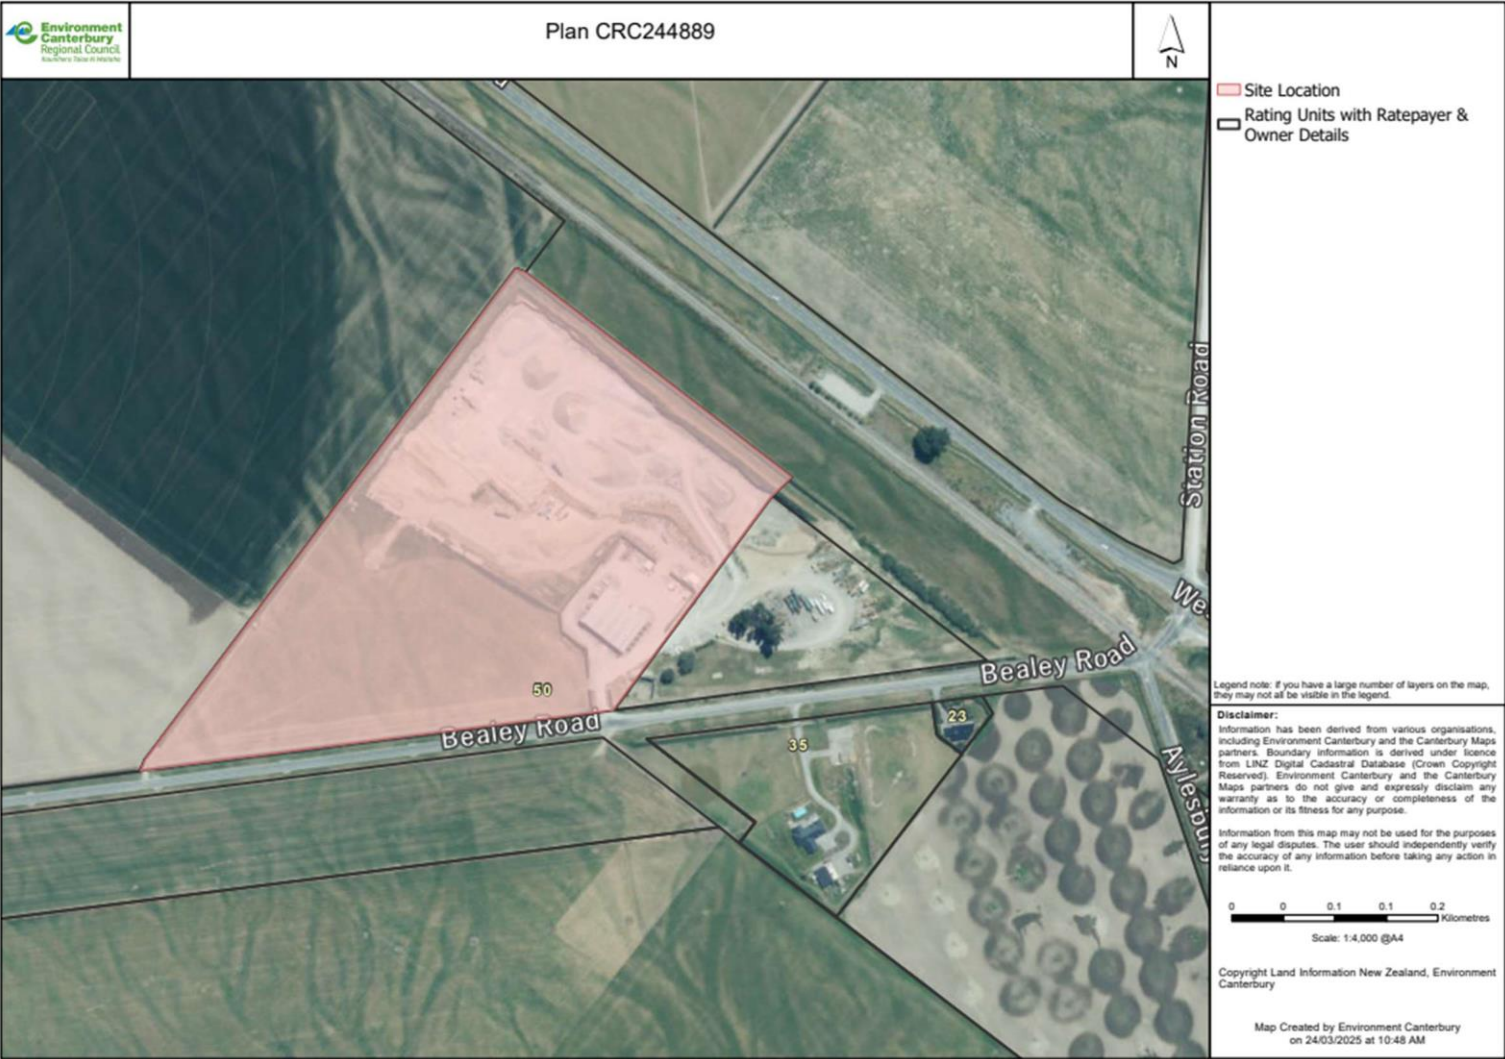 Environment
Canterbury
Regional Council
Kaunihera Taiao ki Waitaha
Plan CRC244889
N
Site Location
Rating Units with Ratepayer &
Owner Details
Station Road
Bealey Road
50
Bealey Road
23
35
Legend note: if you have a large number of layers on the map,
they may not all be visible in the legend.
Disclaimer:
Information has been derived from various organisations,
including Environment Canterbury and the Canterbury Maps
partners. Boundary information is derived under licence
from LINZ Digital Cadastral Database (Crown Copyright
Reserved). Environment Canterbury and the Canterbury
Maps partners do not give and expressly disclaim any
warranty as to the accuracy or completeness of the
information or its fitness for any purpose.
Information from this map may not be used for the purposes
of any legal disputes. The user should independently verify
the accuracy of any information before taking any action in
reliance upon it.
0 0 0.1 0.1 0.2
Kilometres
Scale: 1:4,000 @A4
Copyright Land Information New Zealand, Environment
Canterbury
Map Created by Environment Canterbury
on 24/03/2025 at 10:48 AM